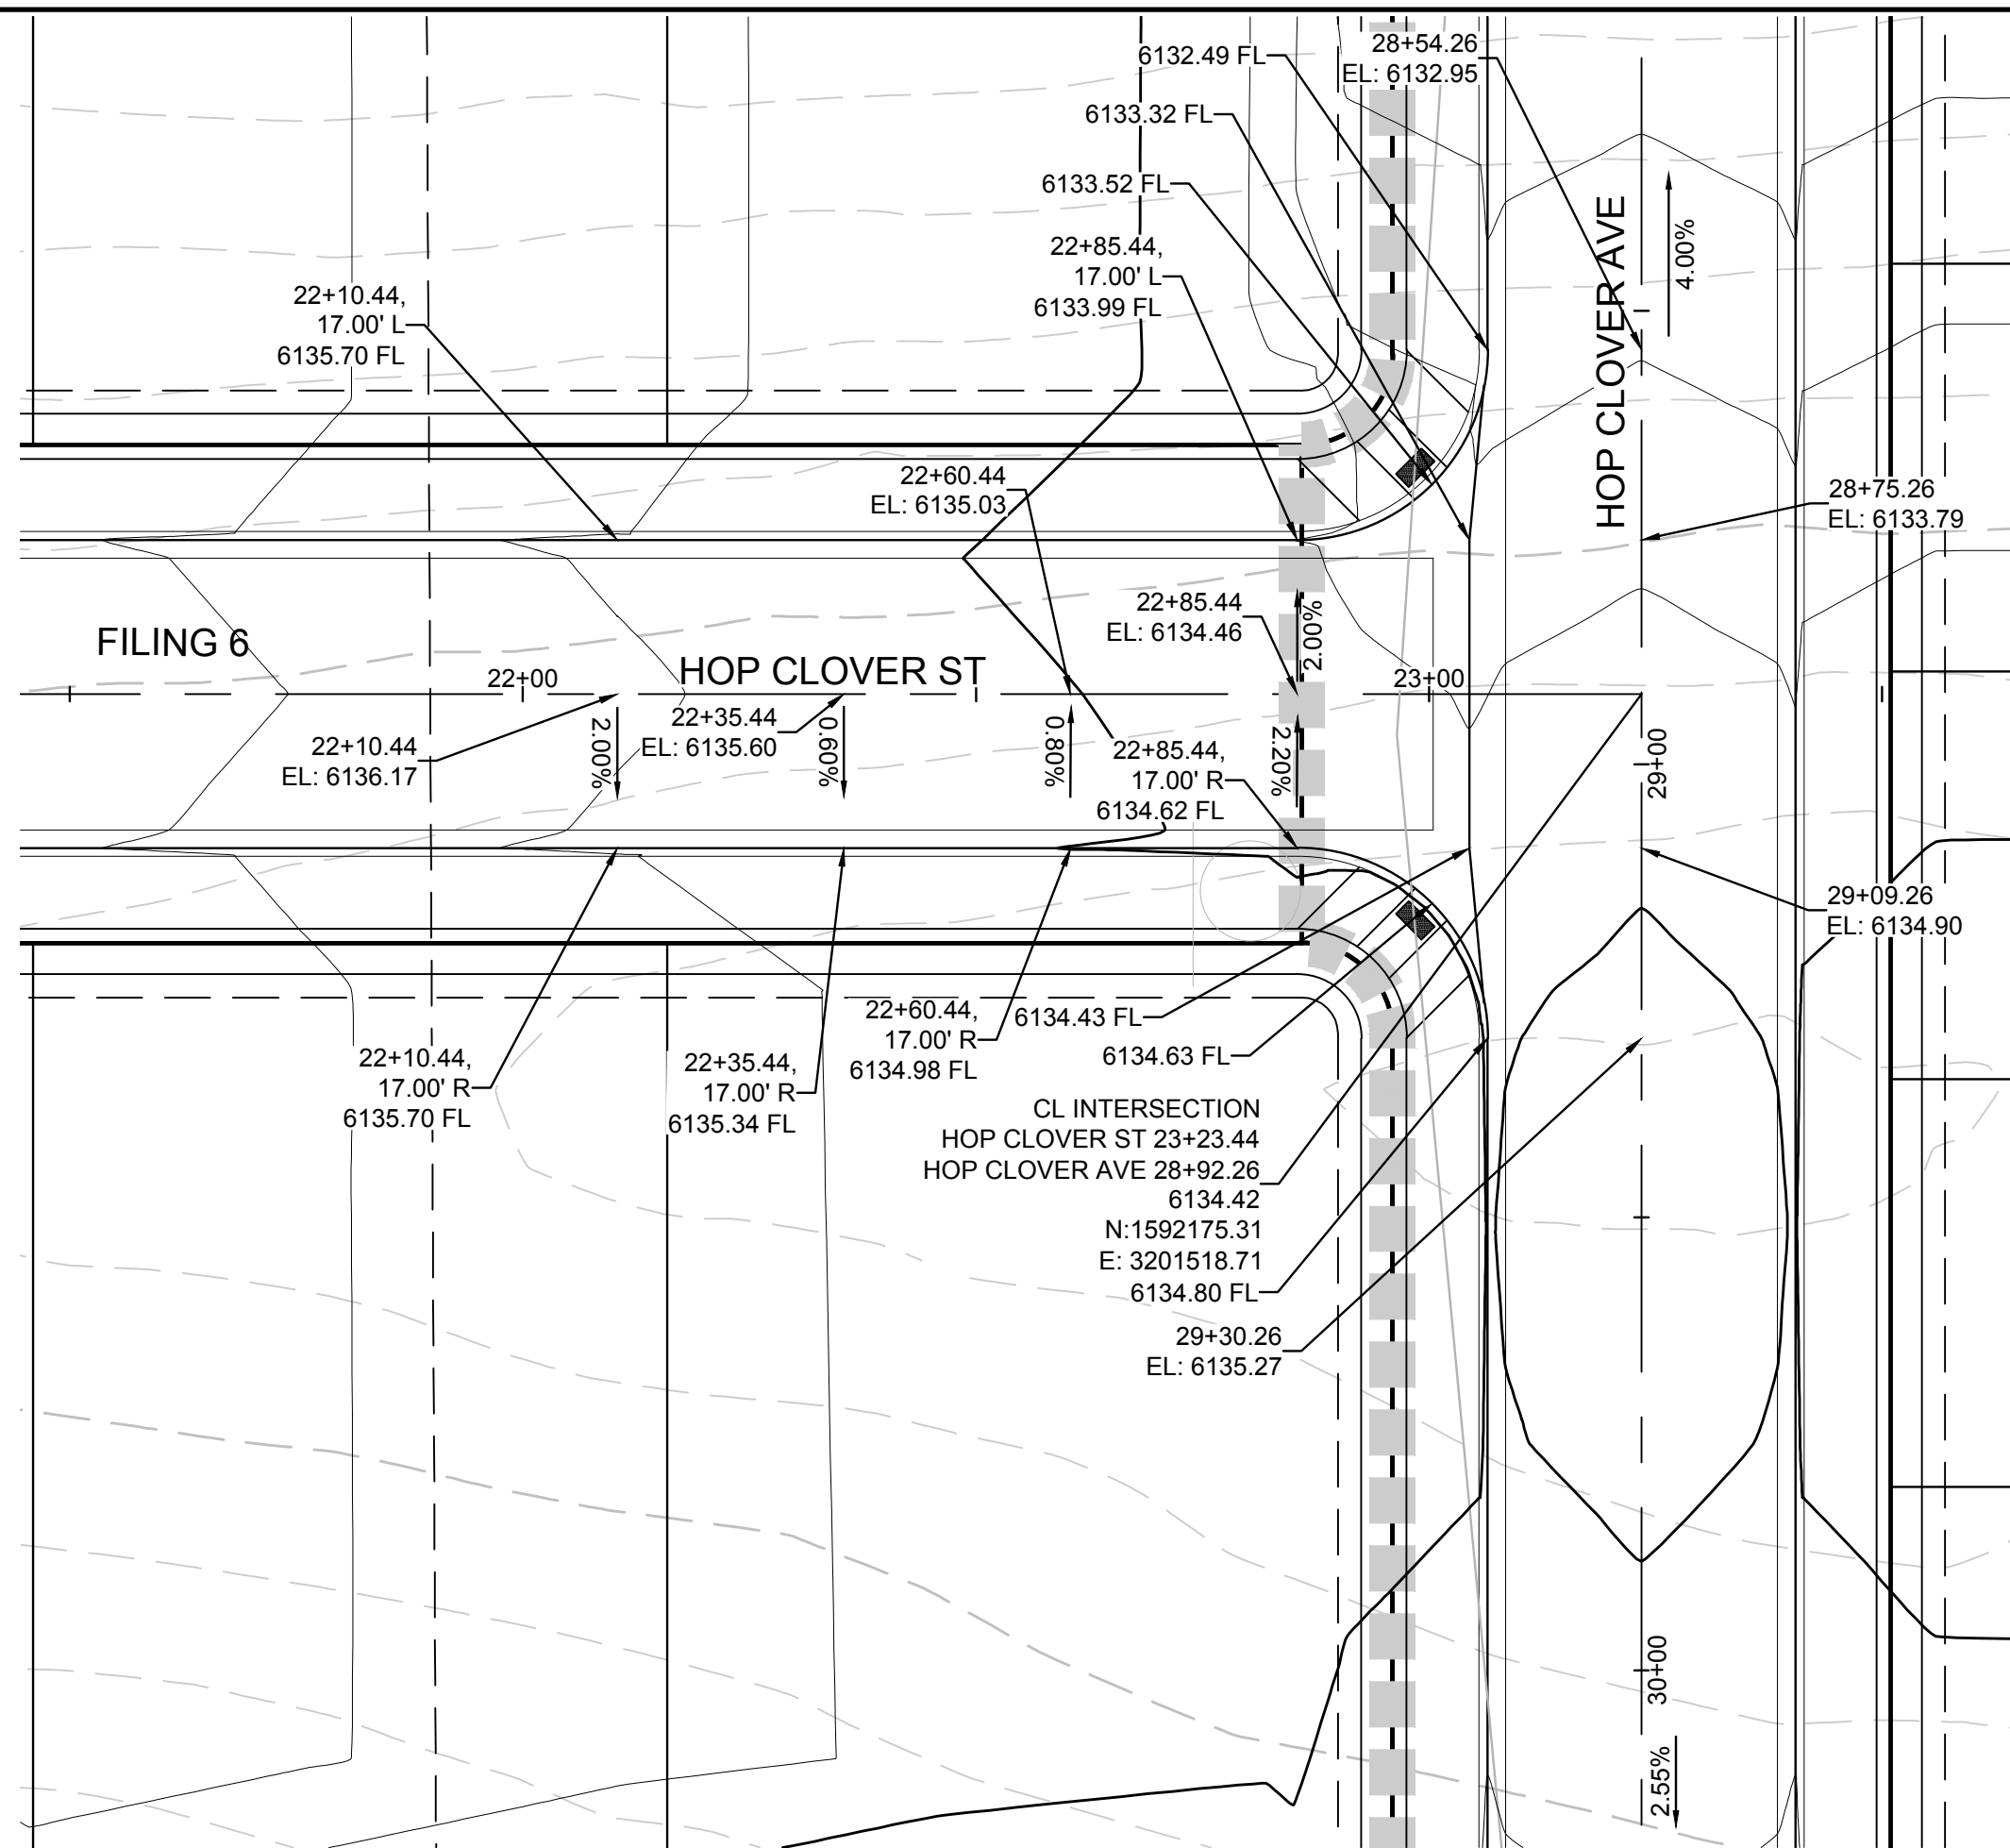 6132.49 FL
28+54.26
EL: 6132.95
6133.32 FL
6133.52 FL
22+85.44,
17.00' L
6133.99 FL
22+10.44,
17.00' L
6135.70 FL
HOP CLOVER AVE
4.00%
22+60.44
EL: 6135.03
28+75.26
EL: 6133.79
22+85.44
EL: 6134.46
2.00%
FILING 6
22+00
HOP CLOVER ST
23+00
22+10.44
EL: 6136.17
2.00%
22+35.44
EL: 6135.60
0.60%
0.80%
22+85.44,
17.00' R
6134.62 FL
2.20%
29+00
29+09.26
EL: 6134.90
22+10.44,
17.00' R
6135.70 FL
22+35.44,
17.00' R
6135.34 FL
22+60.44,
17.00' R
6134.98 FL
6134.43 FL
6134.63 FL
CL INTERSECTION
HOP CLOVER ST 23+23.44
HOP CLOVER AVE 28+92.26
6134.42
N:1592175.31
E: 3201518.71
6134.80 FL
29+30.26
EL: 6135.27
30+00
2.55%